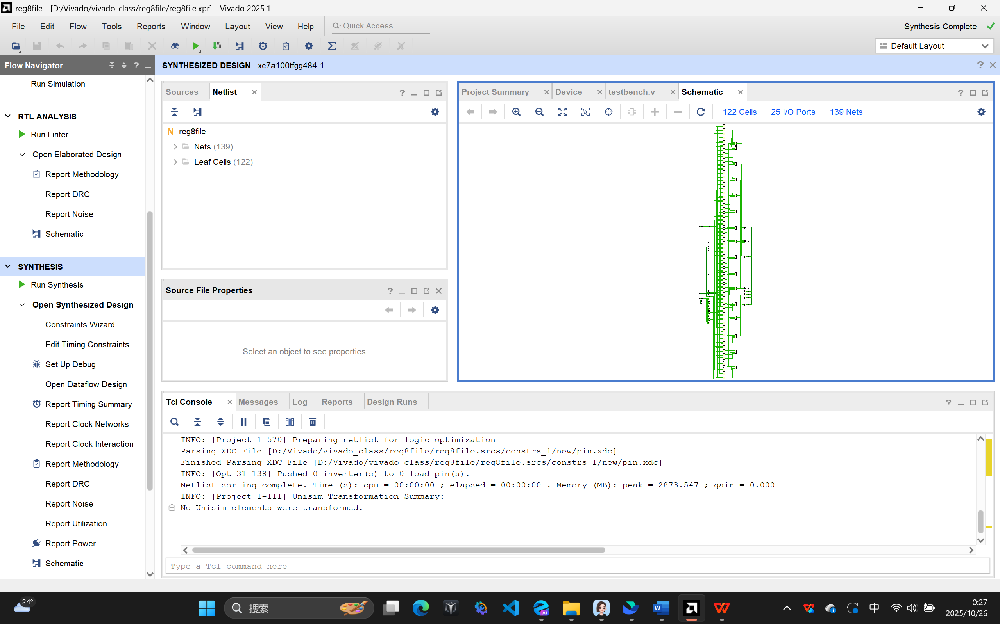 reg8file - [D:/Vivado/vivado_class/reg8file/reg8file.xpr] - Vivado 2025.1
File Edit Flow Tools Reports Window Layout View Help Quick Access
Synthesis Complete
Default Layout
Flow Navigator
SYNTHESIZED DESIGN - xc7a100tfgg484-1
Run Simulation
RTL ANALYSIS
Run Linter
Open Elaborated Design
Report Methodology
Report DRC
Report Noise
Schematic
SYNTHESIS
Run Synthesis
Open Synthesized Design
Constraints Wizard
Edit Timing Constraints
Set Up Debug
Open Dataflow Design
Report Timing Summary
Report Clock Networks
Report Clock Interaction
Report Methodology
Report DRC
Report Noise
Report Utilization
Report Power
Schematic
Sources Netlist
N reg8file
Nets (139)
Leaf Cells (122)
Source File Properties
Select an object to see properties
Project Summary Device testbench.v Schematic
122 Cells 25 I/O Ports 139 Nets
Tcl Console Messages Log Reports Design Runs
INFO: [Project 1-570] Preparing netlist for logic optimization
Parsing XDC File [D:/Vivado/vivado_class/reg8file/reg8file.srcs/constrs_1/new/pin.xdc]
Finished Parsing XDC File [D:/Vivado/vivado_class/reg8file/reg8file.srcs/constrs_1/new/pin.xdc]
INFO: [Opt 31-138] Pushed 0 inverter(s) to 0 load pin(s).
Netlist sorting complete. Time (s): cpu = 00:00:00 ; elapsed = 00:00:00 . Memory (MB): peak = 2873.547 ; gain = 0.000
INFO: [Project 1-111] Unisim Transformation Summary:
No Unisim elements were transformed.
Type a Tcl command here
24°
搜索
中
0:27
2025/10/26